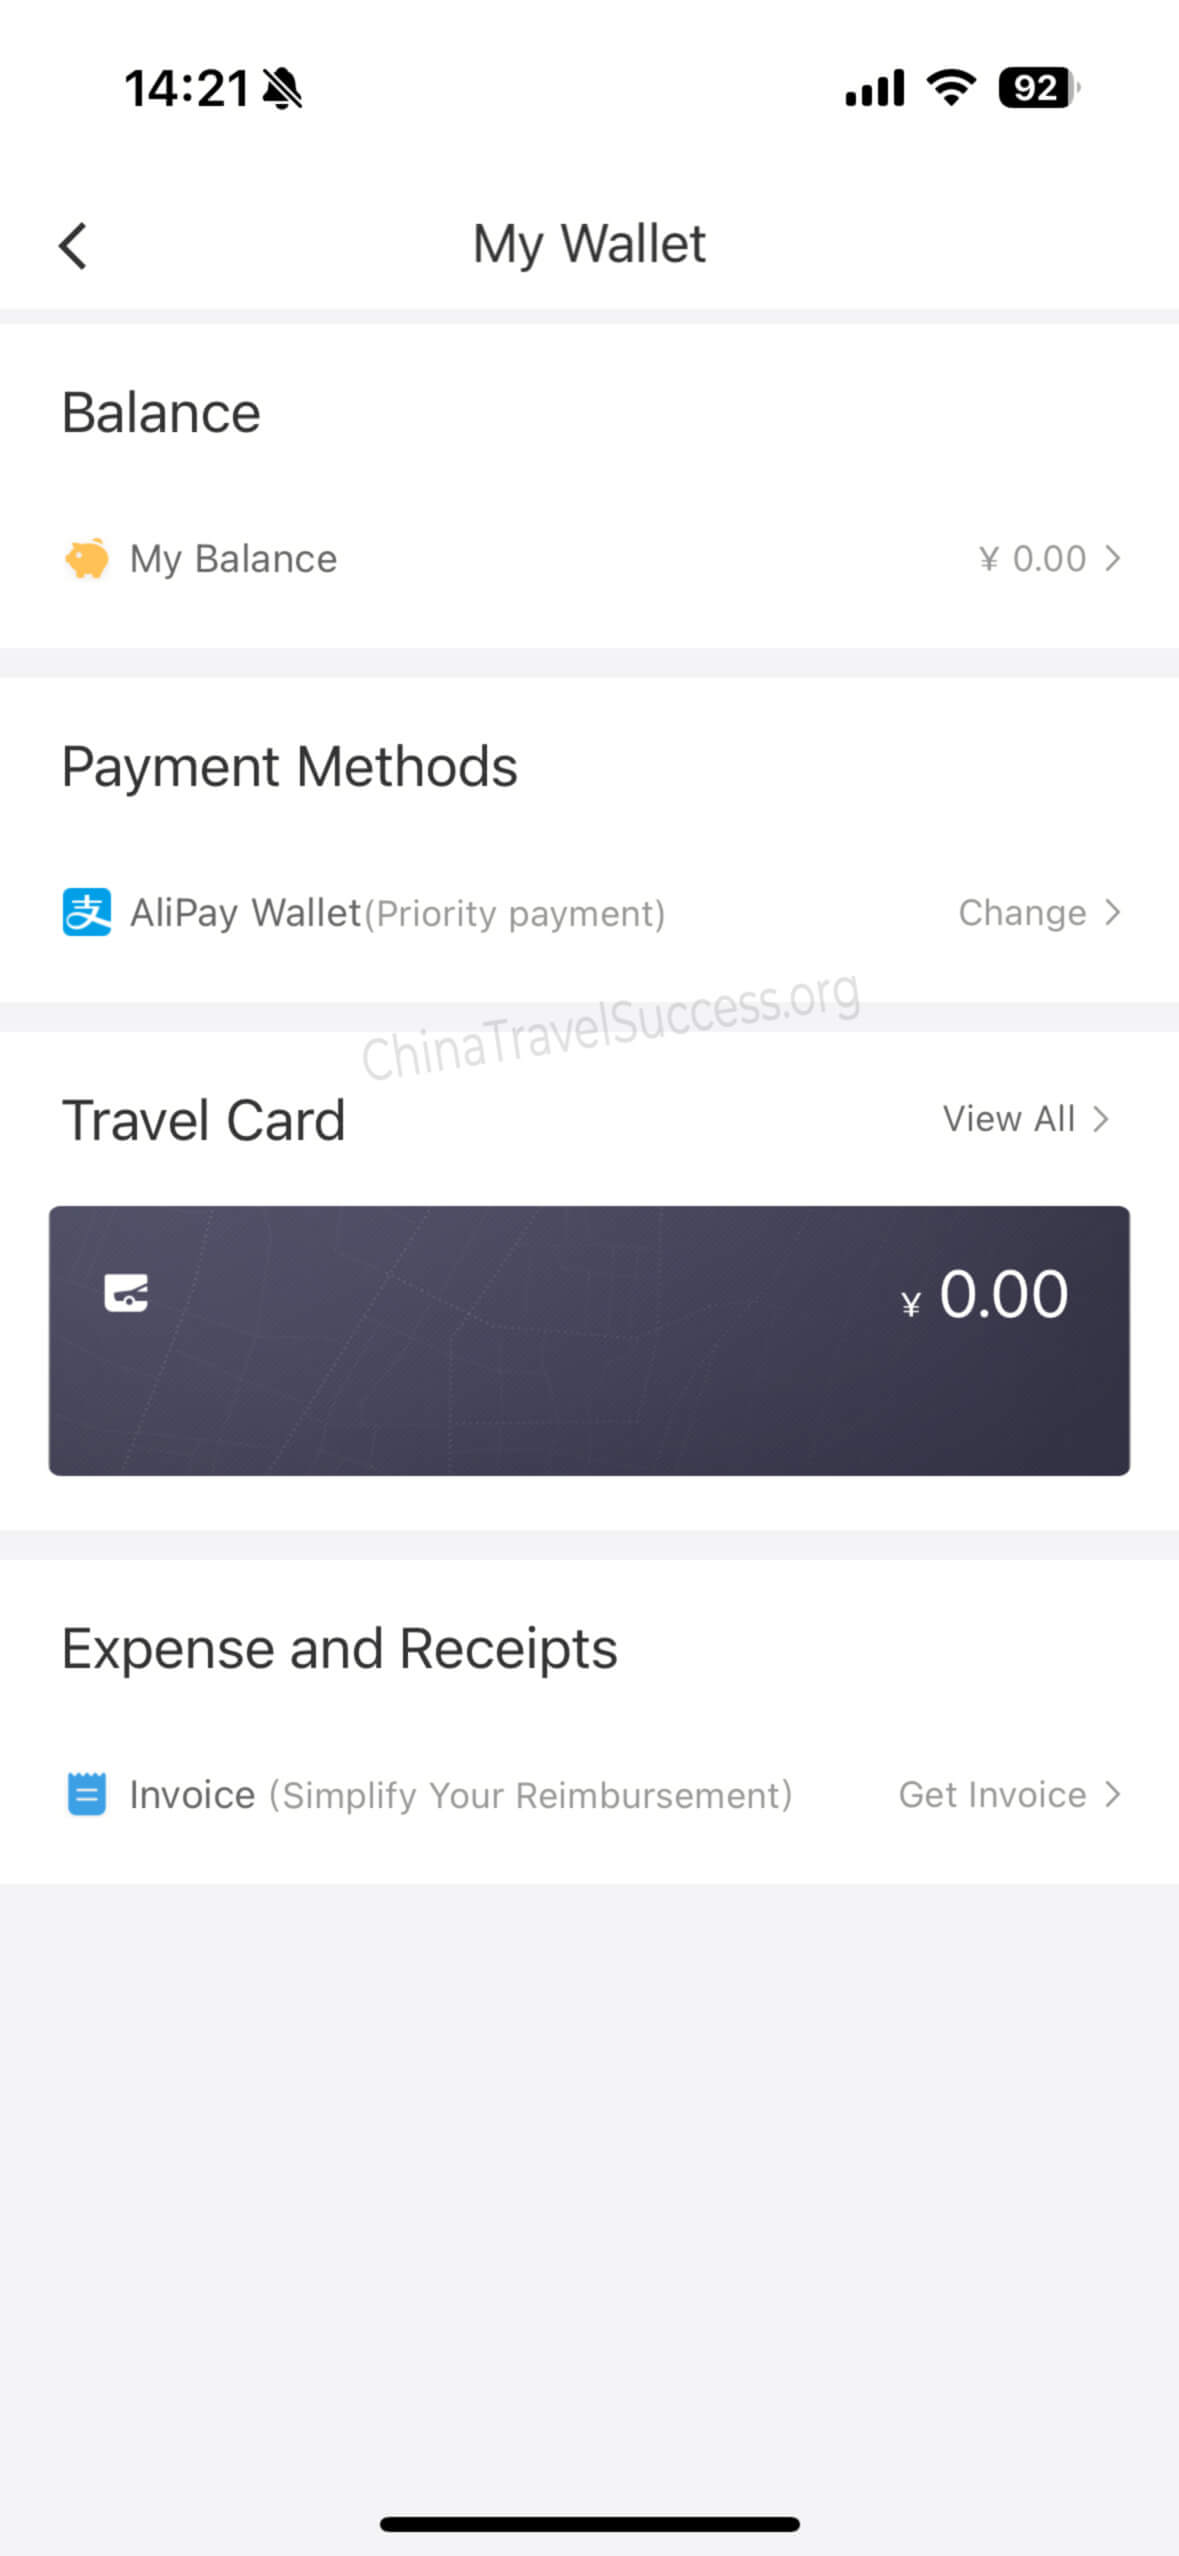 14:21
92
My Wallet
Balance
My Balance ¥ 0.00
Payment Methods
支 AliPay Wallet(Priority payment) Change
ChinaTravelSuccess.org
Travel Card View All
¥ 0.00
Expense and Receipts
Invoice (Simplify Your Reimbursement) Get Invoice